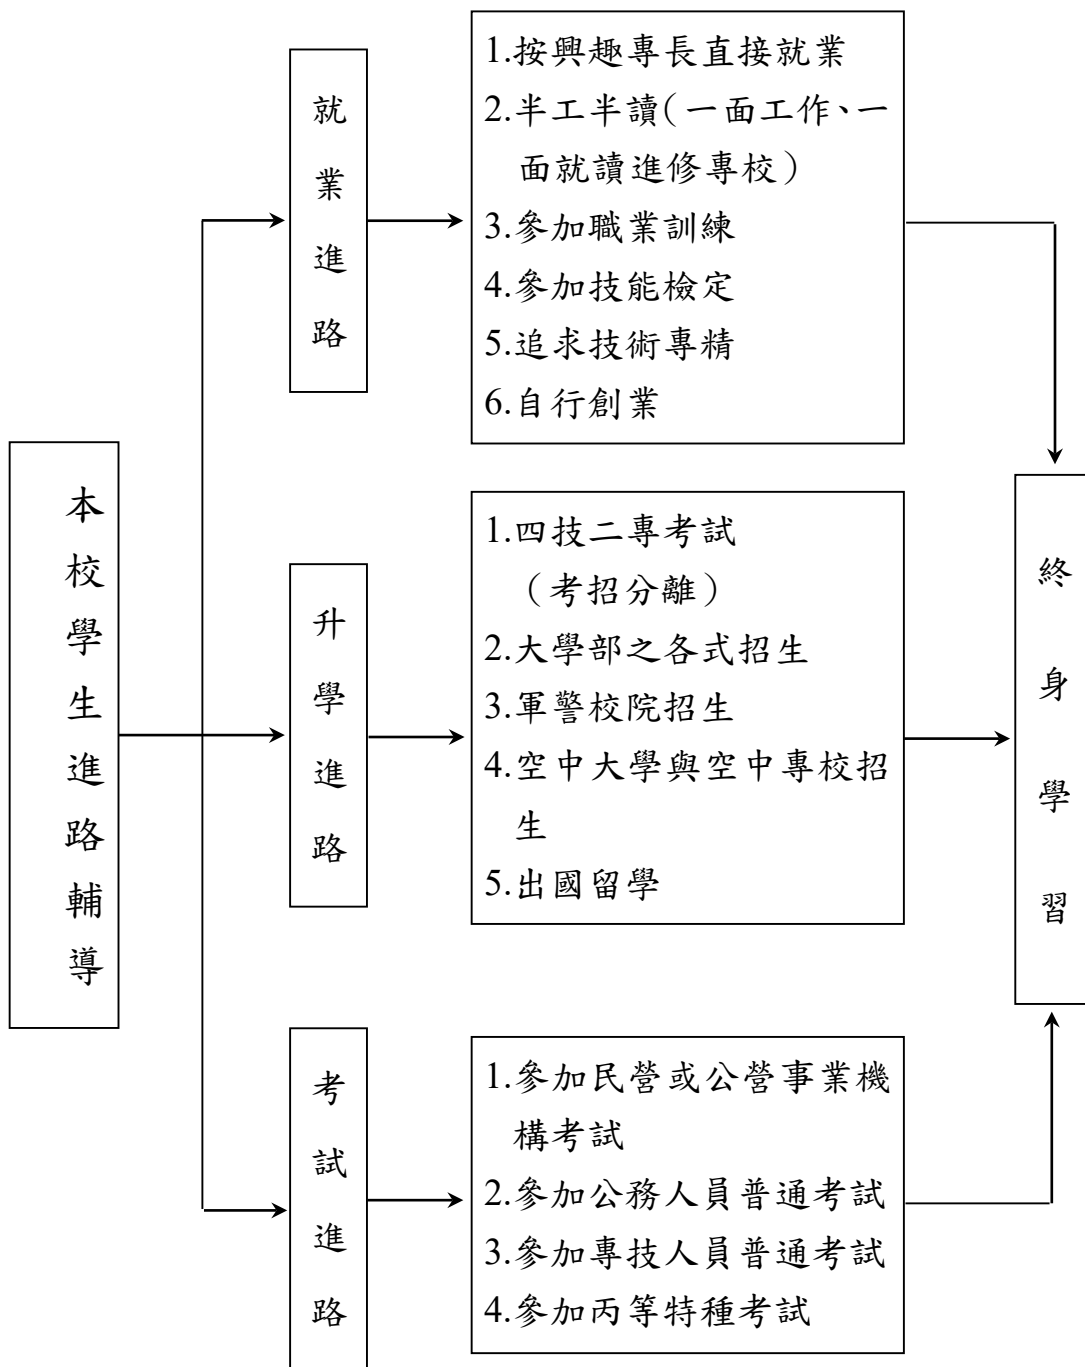 本校學生進路輔導
就業進路
1.按興趣專長直接就業
2.半工半讀(一面工作、一
面就讀進修專校)
3.參加職業訓練
4.參加技能檢定
5.追求技術專精
6.自行創業
升學進路
1.四技二專考試
(考招分離)
2.大學部之各式招生
3.軍警校院招生
4.空中大學與空中專校招
生
5.出國留學
考試進路
1.參加民營或公營事業機
構考試
2.參加公務人員普通考試
3.參加專技人員普通考試
4.參加丙等特種考試
終身學習